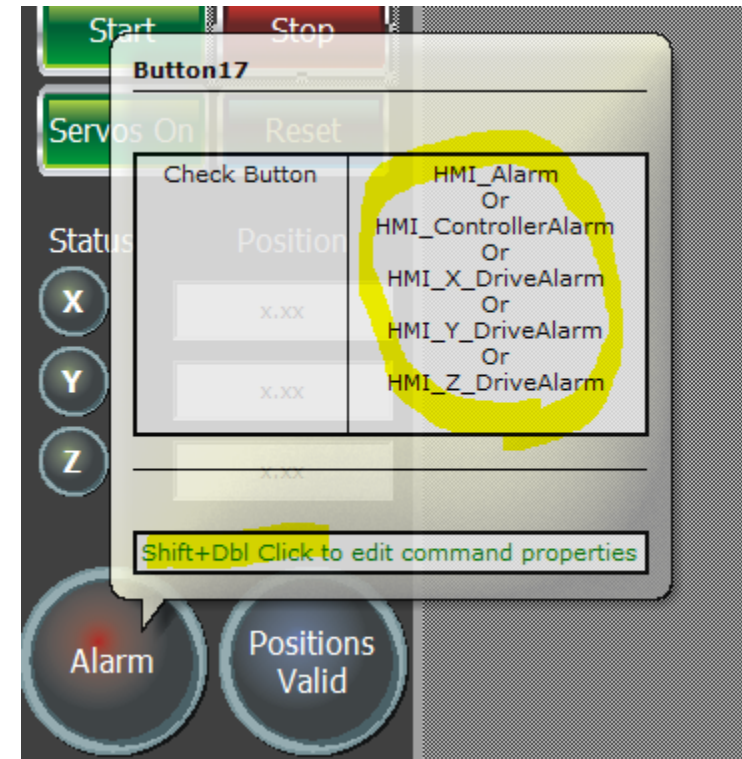 Start Stop
Button17
Servos On Reset
Check Button HMI_Alarm
Or
HMI_ControllerAlarm
Or
HMI_X_DriveAlarm
Or
HMI_Y_DriveAlarm
Or
HMI_Z_DriveAlarm
Status Position
X x.xx
Y x.xx
Z x.xx
Shift+Dbl Click to edit command properties
Alarm
Positions
Valid